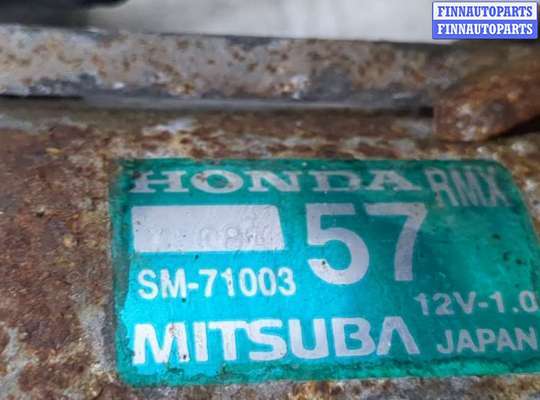 FINNAUTOPARTS
FINNAUTOPARTS
HONDA RMX
57
SM-71003
12V-1.0
MITSUBA JAPAN